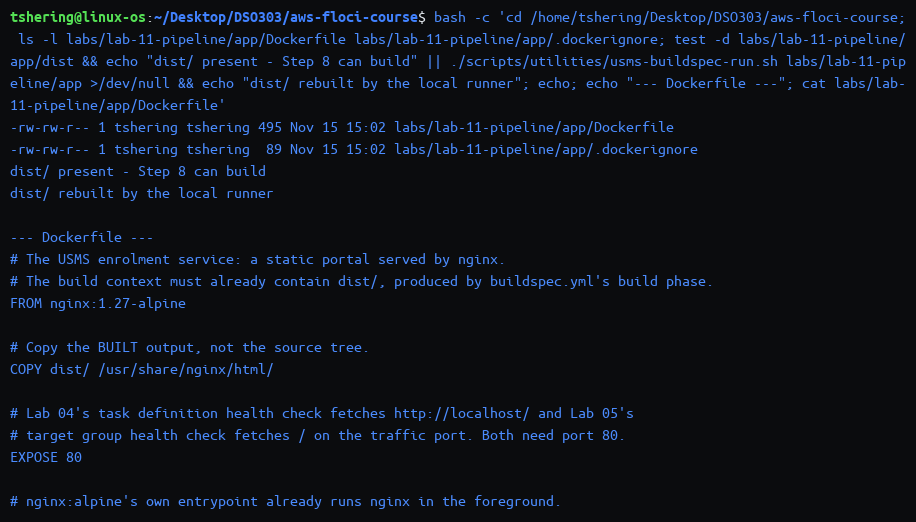 tshering@linux-os:~/Desktop/DSO303/aws-floci-course$ bash -c 'cd /home/tshering/Desktop/DSO303/aws-floci-course;
 ls -l labs/lab-11-pipeline/app/Dockerfile labs/lab-11-pipeline/app/.dockerignore; test -d labs/lab-11-pipeline/
app/dist && echo "dist/ present - Step 8 can build" || ./scripts/utilities/usms-buildspec-run.sh labs/lab-11-pip
eline/app >/dev/null && echo "dist/ rebuilt by the local runner"; echo; echo "--- Dockerfile ---"; cat labs/lab-
11-pipeline/app/Dockerfile'
-rw-rw-r-- 1 tshering tshering 495 Nov 15 15:02 labs/lab-11-pipeline/app/Dockerfile
-rw-rw-r-- 1 tshering tshering  89 Nov 15 15:02 labs/lab-11-pipeline/app/.dockerignore
dist/ present - Step 8 can build
dist/ rebuilt by the local runner

--- Dockerfile ---
# The USMS enrolment service: a static portal served by nginx.
# The build context must already contain dist/, produced by buildspec.yml's build phase.
FROM nginx:1.27-alpine

# Copy the BUILT output, not the source tree.
COPY dist/ /usr/share/nginx/html/

# Lab 04's task definition health check fetches http://localhost/ and Lab 05's
# target group health check fetches / on the traffic port. Both need port 80.
EXPOSE 80

# nginx:alpine's own entrypoint already runs nginx in the foreground.